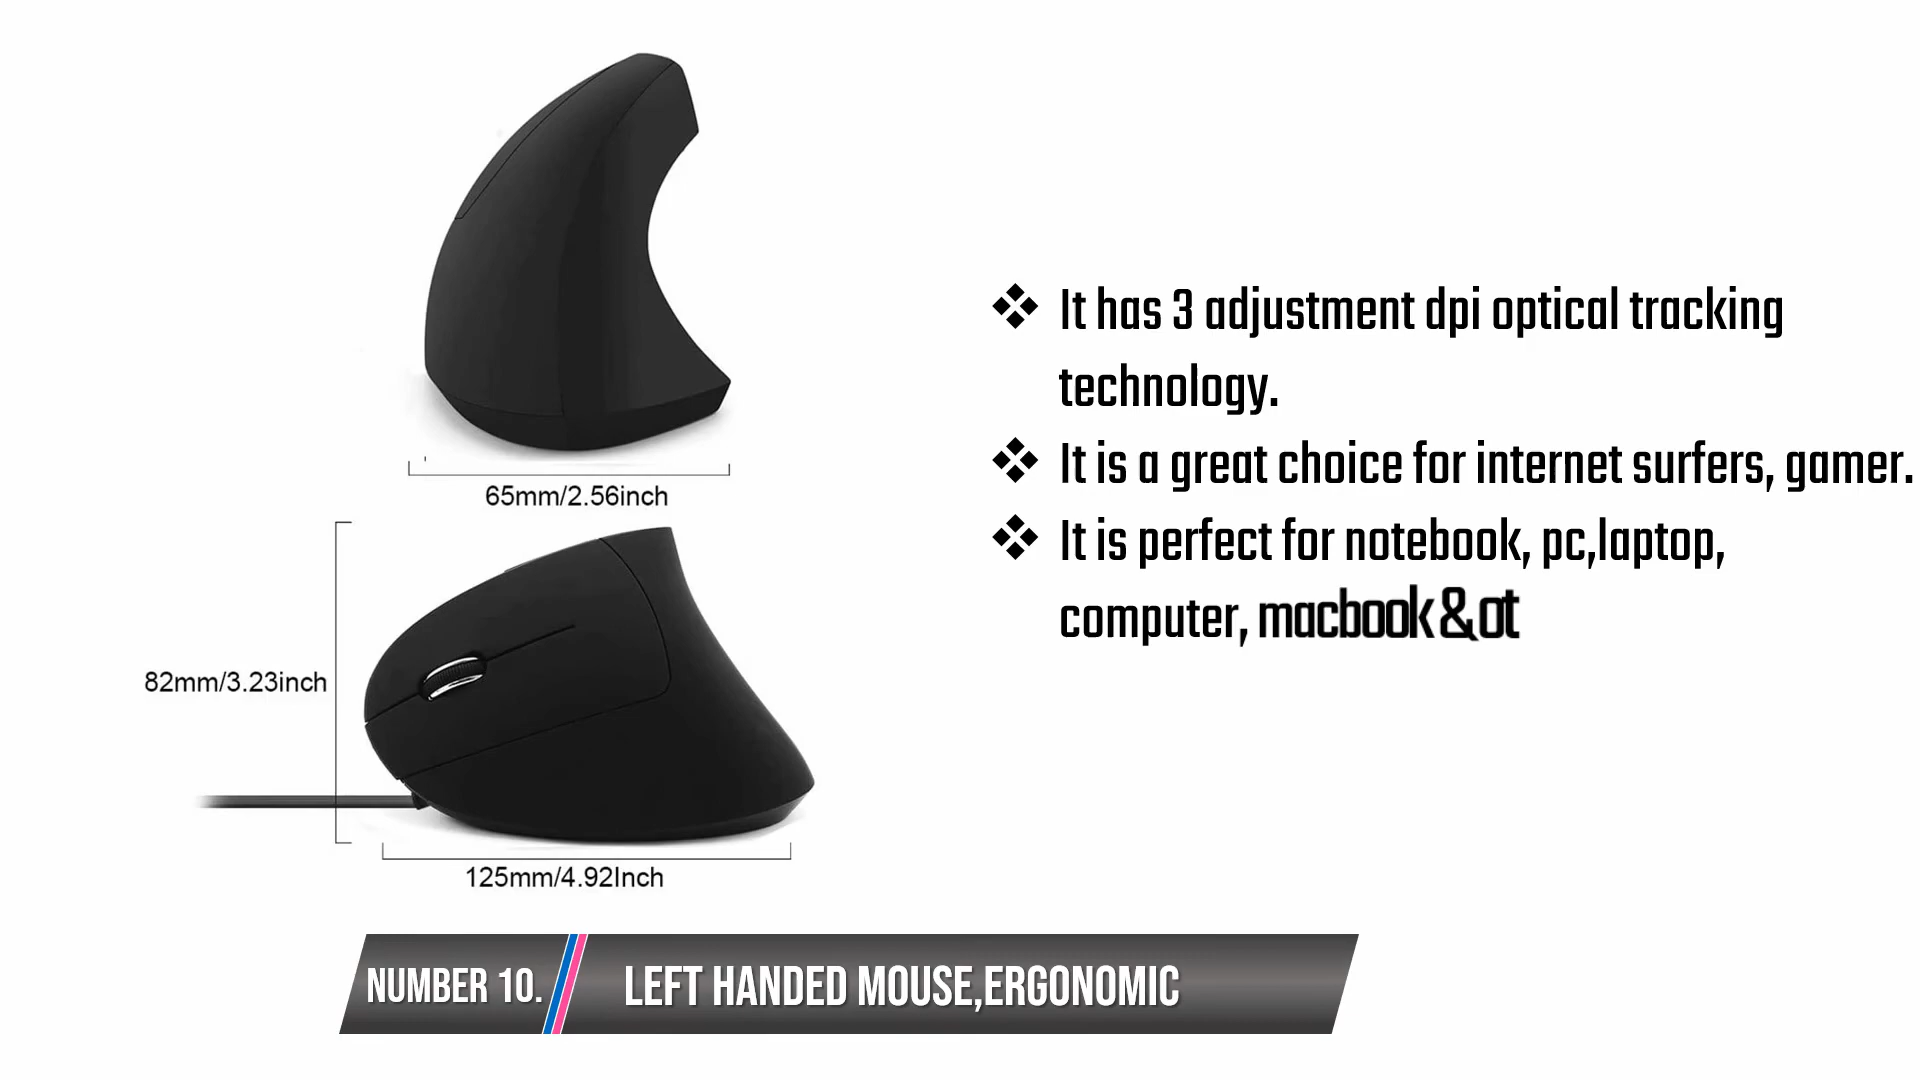 65mm/2.56inch
82mm/3.23inch
125mm/4.92Inch
It has 3 adjustment dpi optical tracking
technology.
It is a great choice for internet surfers, gamer.
It is perfect for notebook, pc,laptop,
computer, macbook & ot
NUMBER 10.
LEFT HANDED MOUSE,ERGONOMIC